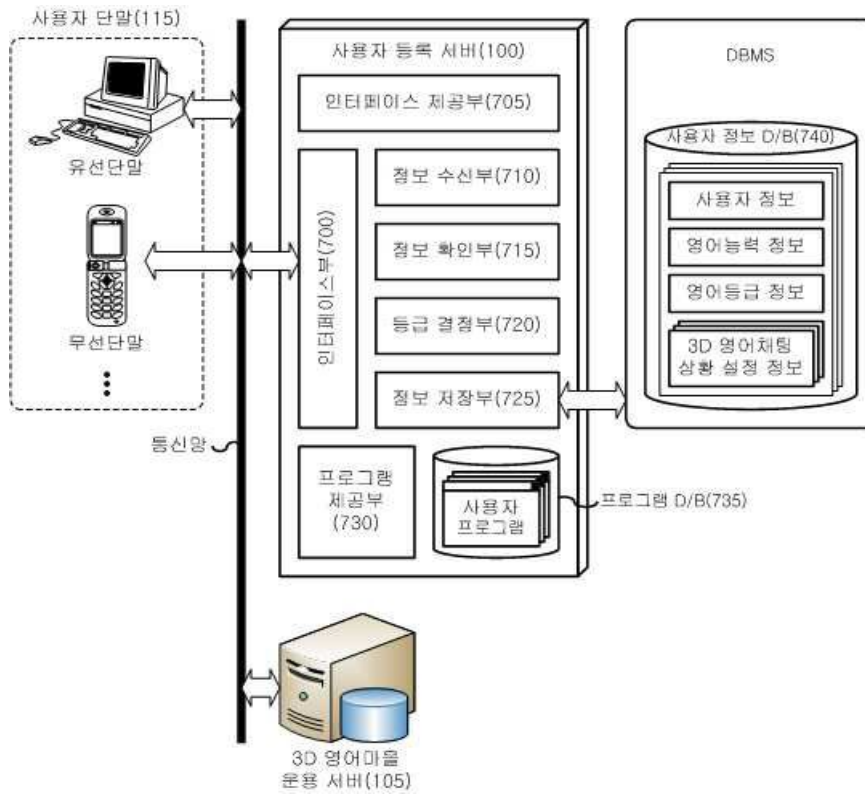 사용자 단말(115)
유선단말
무선단말
통신망
사용자 등록 서버(100)
인터페이스 제공부(705)
인터페이스부(700)
정보 수신부(710)
정보 확인부(715)
등급 결정부(720)
정보 저장부(725)
프로그램
제공부
(730)
사용자
프로그램
프로그램 D/B(735)
DBMS
사용자 정보 D/B(740)
사용자 정보
영어능력 정보
영어등급 정보
3D 영어채팅
상황 설정 정보
3D 영어마을
운용 서버(105)